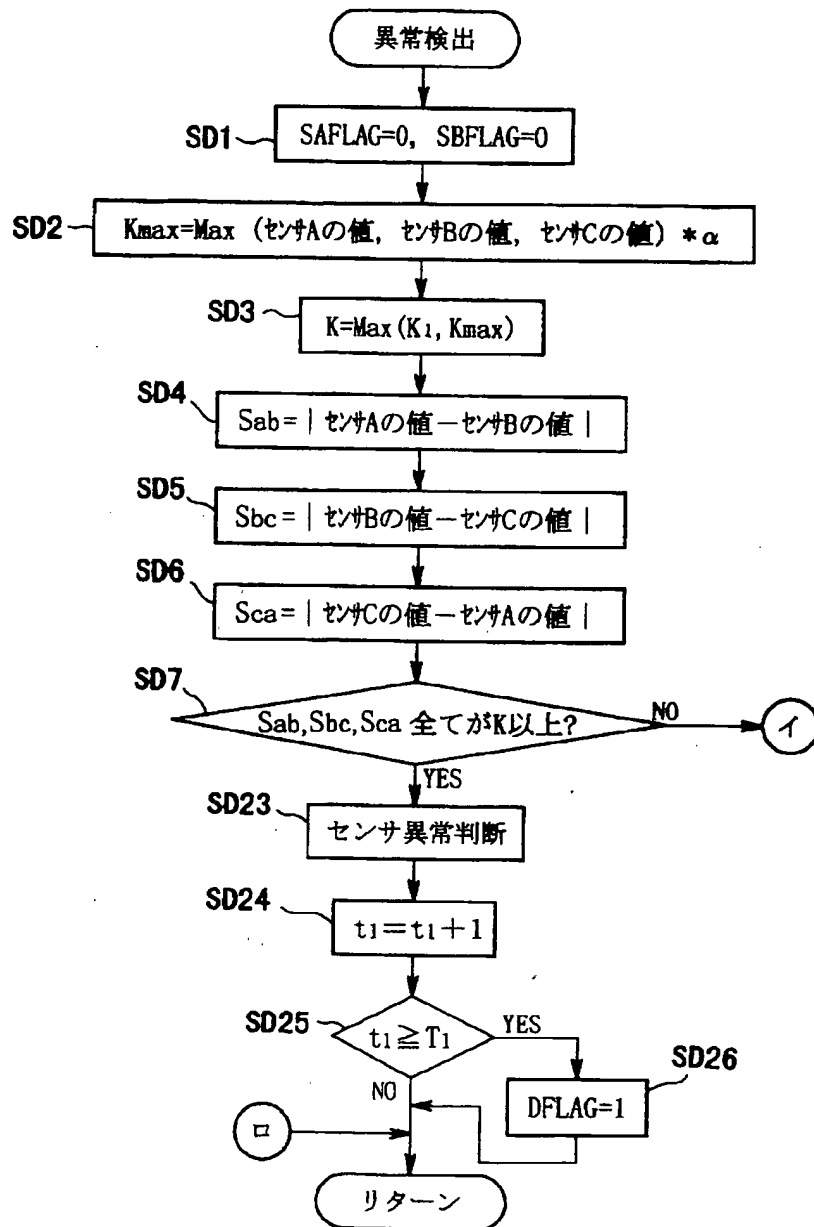 異常検出
SD1
SAFLAG=0, SBFLAG=0
SD2
Kmax=Max (ｾﾝｻAの値, ｾﾝｻBの値, ｾﾝｻCの値) *α
SD3
K=Max(K1,Kmax)
SD4
Sab=|ｾﾝｻAの値-ｾﾝｻBの値|
SD5
Sbc=|ｾﾝｻBの値-ｾﾝｻCの値|
SD6
Sca=|ｾﾝｻCの値-ｾﾝｻAの値|
SD7
Sab,Sbc,Sca 全てがK以上?
NO
イ
YES
SD23
センサ異常判断
SD24
t1=t1+1
SD25
t1≧T1
YES
SD26
DFLAG=1
NO
ロ
リターン